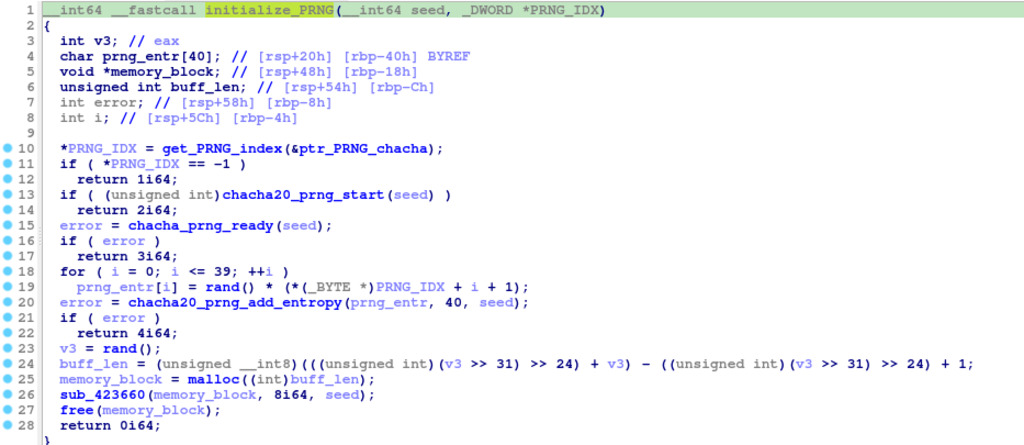 1 __int64 __fastcall initialize_PRNG(__int64 seed, _DWORD *PRNG_IDX)
2 {
3 int v3; // eax
4 char prng_entr[40]; // [rsp+20h] [rbp-40h] BYREF
5 void *memory_block; // [rsp+48h] [rbp-18h]
6 unsigned int buff_len; // [rsp+54h] [rbp-Ch]
7 int error; // [rsp+58h] [rbp-8h]
8 int i; // [rsp+5Ch] [rbp-4h]
9
10 *PRNG_IDX = get_PRNG_index(&ptr_PRNG_chacha);
11 if ( *PRNG_IDX == -1 )
12 return 1i64;
13 if ( (unsigned int)chacha20_prng_start(seed) )
14 return 2i64;
15 error = chacha_prng_ready(seed);
16 if ( error )
17 return 3i64;
18 for ( i = 0; i <= 39; ++i )
19 prng_entr[i] = rand() * (*(_BYTE *)PRNG_IDX + i + 1);
20 error = chacha20_prng_add_entropy(prng_entr, 40, seed);
21 if ( error )
22 return 4i64;
23 v3 = rand();
24 buff_len = (unsigned __int8)(((unsigned int)(v3 >> 31) >> 24) + v3) - ((unsigned int)(v3 >> 31) >> 24) + 1;
25 memory_block = malloc((int)buff_len);
26 sub_423660(memory_block, 8i64, seed);
27 free(memory_block);
28 return 0i64;
}